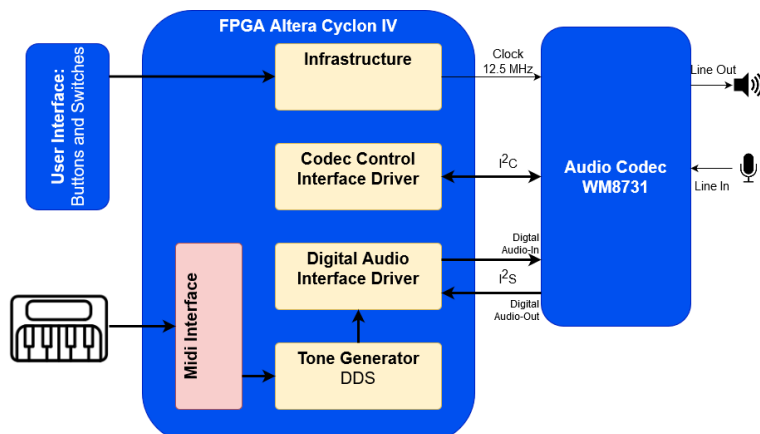 FPGA Altera Cyclon IV
User Interface:
Buttons and Switches
Infrastructure
Clock
12.5 MHz
Line Out
Codec Control
Interface Driver
I²C
Audio Codec
WM8731
Line In
Midi Interface
Digital Audio
Interface Driver
Digtal
Audio-In
I²S
Digtal
Audio-Out
Tone Generator
DDS